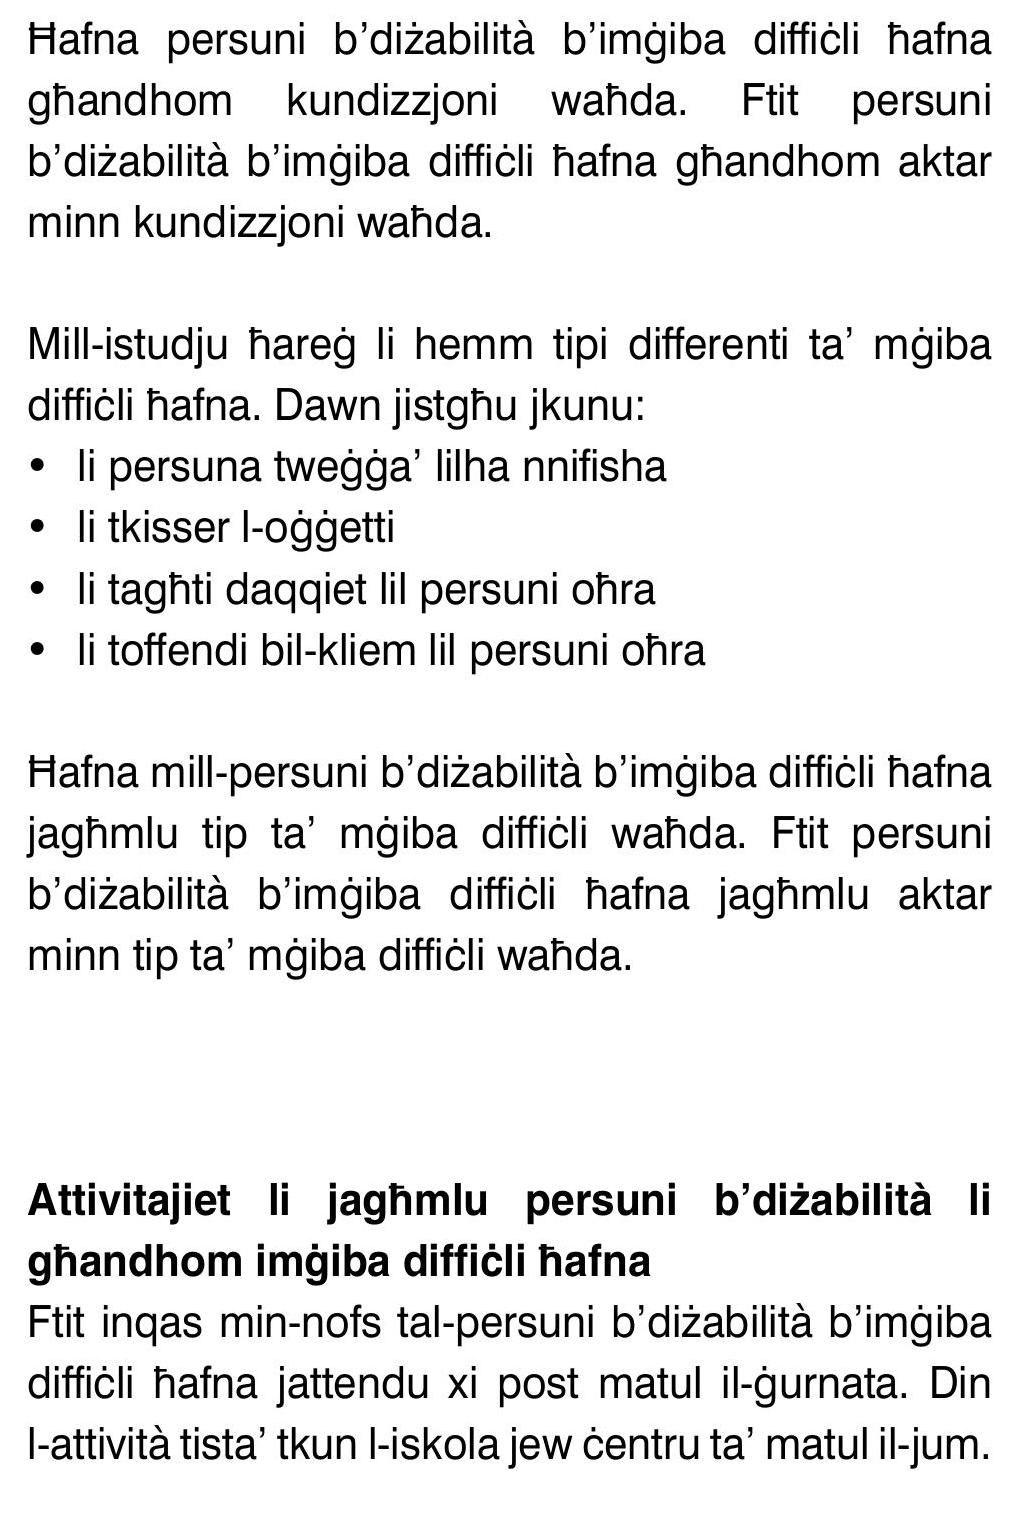 Ħafna persuni b’diżabilità b’imġiba diffiċli ħafna
għandhom kundizzjoni waħda. Ftit persuni
b’diżabilità b’imġiba diffiċli ħafna għandhom aktar
minn kundizzjoni waħda.
Mill-istudju ħareġ li hemm tipi differenti ta’ mġiba
diffiċli ħafna. Dawn jistgħu jkunu:
• li persuna tweġġa’ lilha nnifisha
• li tkisser l-oġġetti
• li tagħti daqqiet lil persuni oħra
• li toffendi bil-kliem lil persuni oħra
Ħafna mill-persuni b’diżabilità b’imġiba diffiċli ħafna
jagħmlu tip ta’ mġiba diffiċli waħda. Ftit persuni
b’diżabilità b’imġiba diffiċli ħafna jagħmlu aktar
minn tip ta’ mġiba diffiċli waħda.
Attivitajiet li jagħmlu persuni b’diżabilità li
għandhom imġiba diffiċli ħafna
Ftit inqas min-nofs tal-persuni b’diżabilità b’imġiba
diffiċli ħafna jattendu xi post matul il-ġurnata. Din
l-attività tista’ tkun l-iskola jew ċentru ta’ matul il-jum.